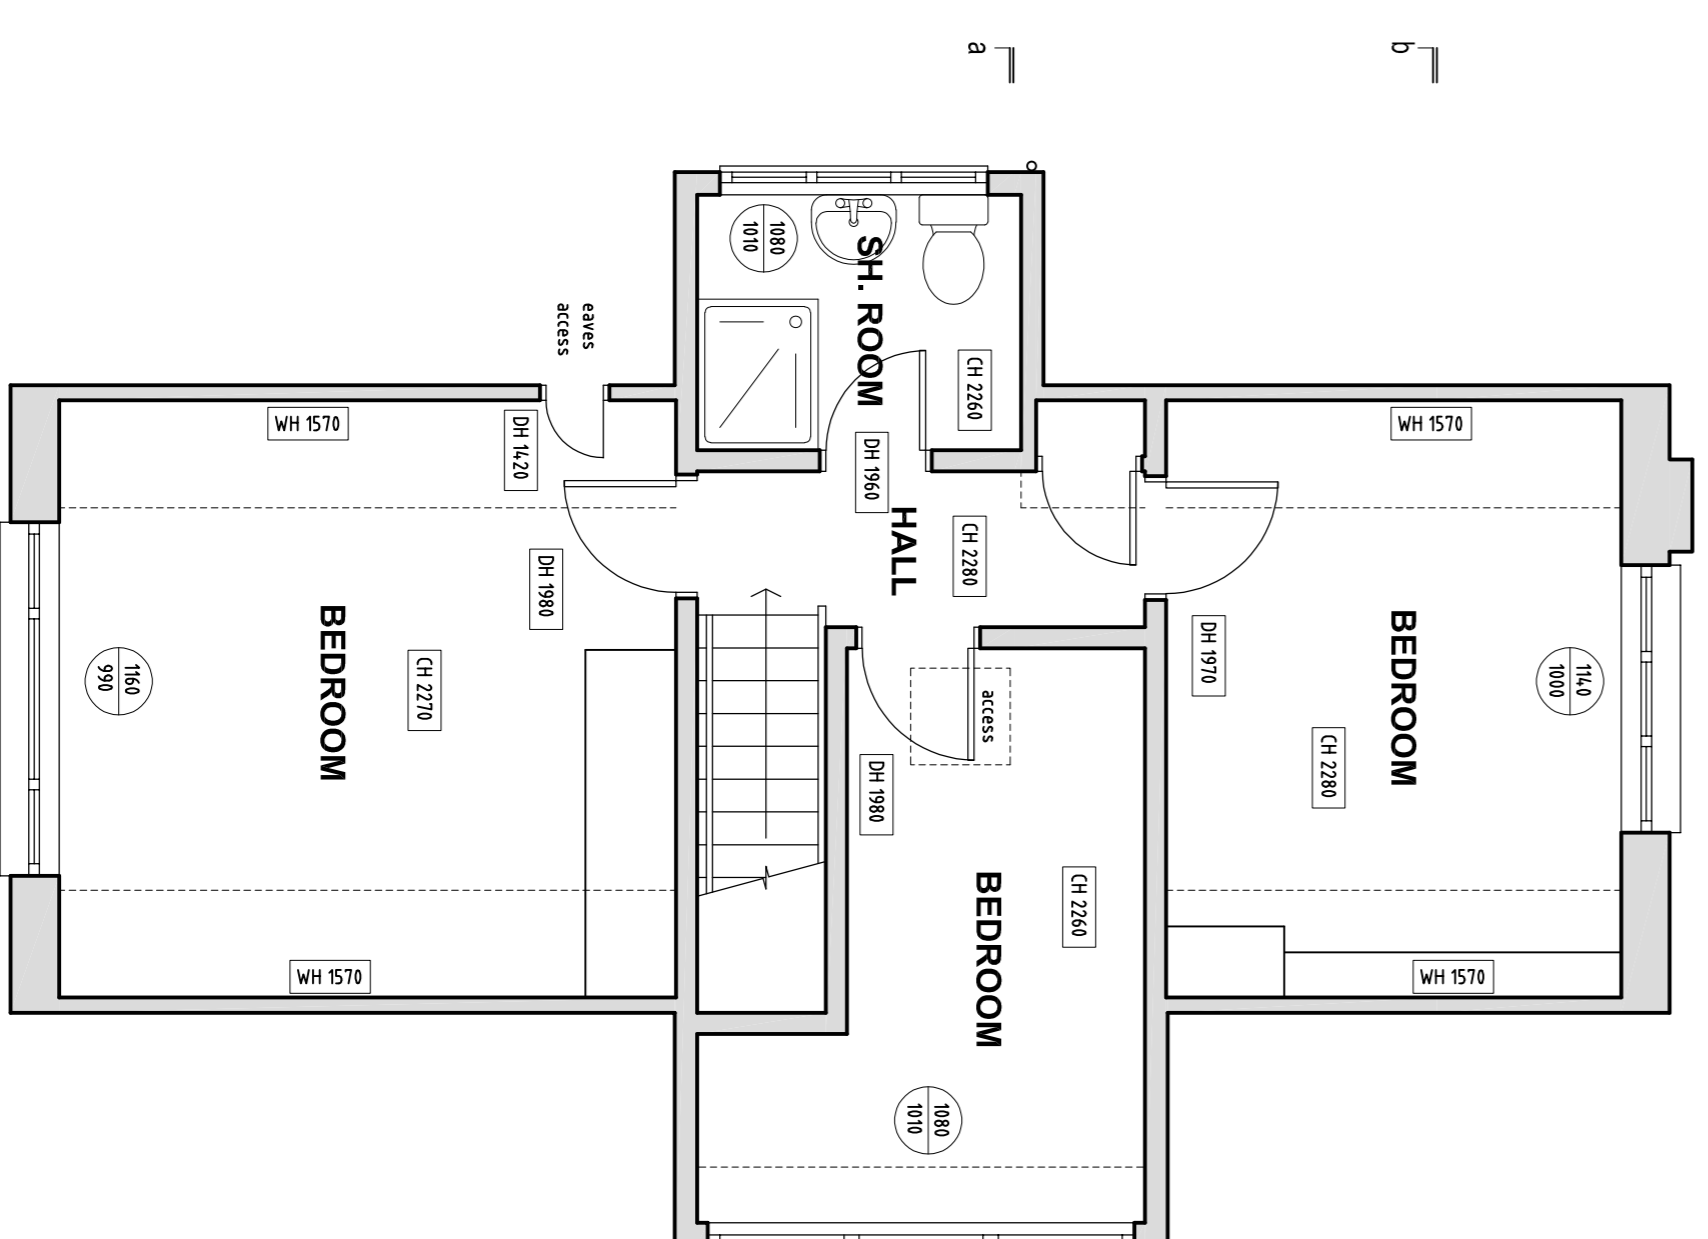 a
b
1080
1010
SH. ROOM
CH 2260
eaves
access
WH 1570
DH 1420
DH 1960
WH 1570
HALL
CH 2280
DH 1980
BEDROOM
CH 2270
1160
990
access
DH 1970
BEDROOM
1140
1000
CH 2280
DH 1980
BEDROOM
CH 2260
WH 1570
WH 1570
1080
1010